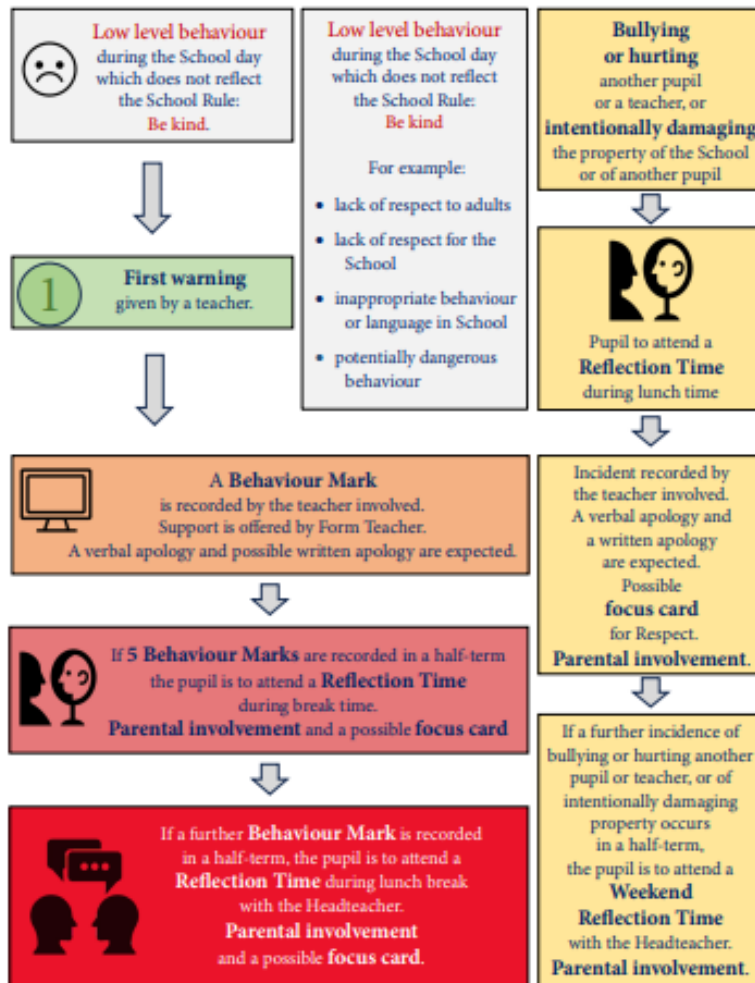 Low level behaviour
during the School day
which does not reflect
the School Rule:
Be kind.
1
First warning
given by a teacher.
Low level behaviour
during the School day
which does not reflect
the School Rule:
Be kind
For example:
• lack of respect to adults
• lack of respect for the
School
• inappropriate behaviour
or language in School
• potentially dangerous
behaviour
A Behaviour Mark
is recorded by the teacher involved.
Support is offered by Form Teacher.
A verbal apology and possible written apology are expected.
If 5 Behaviour Marks are recorded in a half-term
the pupil is to attend a Reflection Time
during break time.
Parental involvement and a possible focus card
If a further Behaviour Mark is recorded
in a half-term, the pupil is to attend a
Reflection Time during lunch break
with the Headteacher.
Parental involvement
and a possible focus card.
Bullying
or hurting
another pupil
or a teacher, or
intentionally damaging
the property of the School
or of another pupil
Pupil to attend a
Reflection Time
during lunch time
Incident recorded by
the teacher involved.
A verbal apology and
a written apology
are expected.
Possible
focus card
for Respect.
Parental involvement.
If a further incidence of
bullying or hurting another
pupil or teacher, or of
intentionally damaging
property occurs
in a half-term,
the pupil is to attend a
Weekend
Reflection Time
with the Headteacher.
Parental involvement.